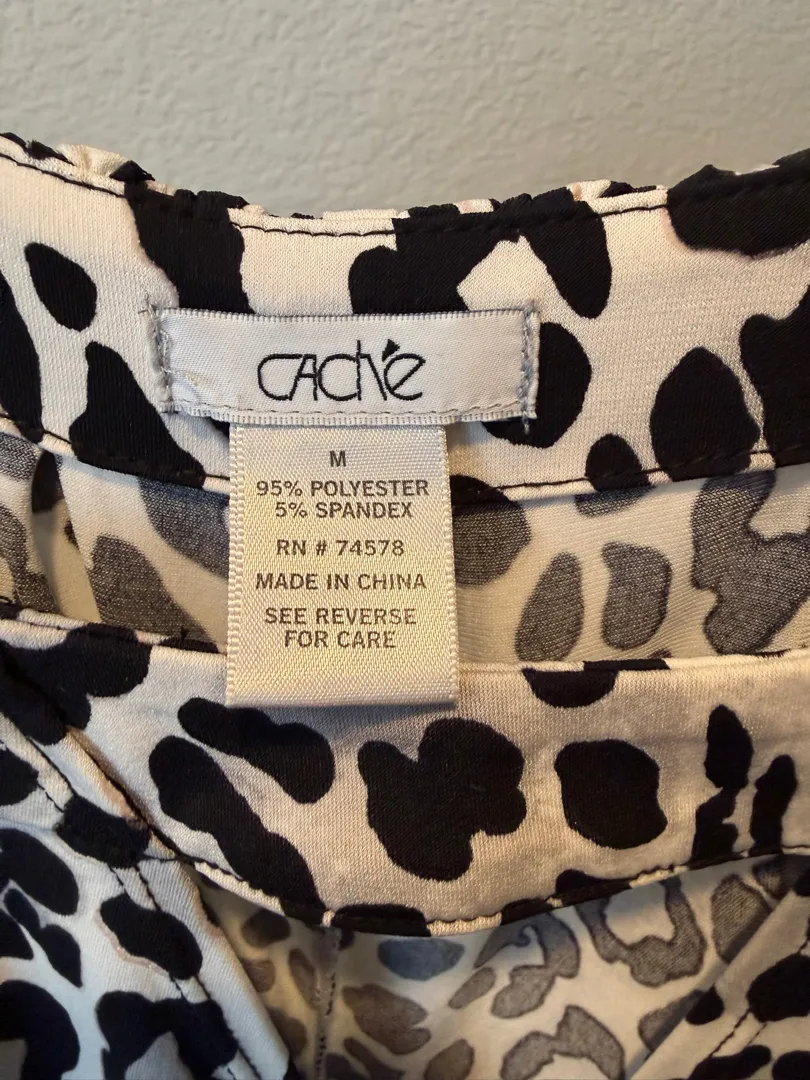 CACHÉ
M
95% POLYESTER
5% SPANDEX
RN # 74578
MADE IN CHINA
SEE REVERSE
FOR CARE